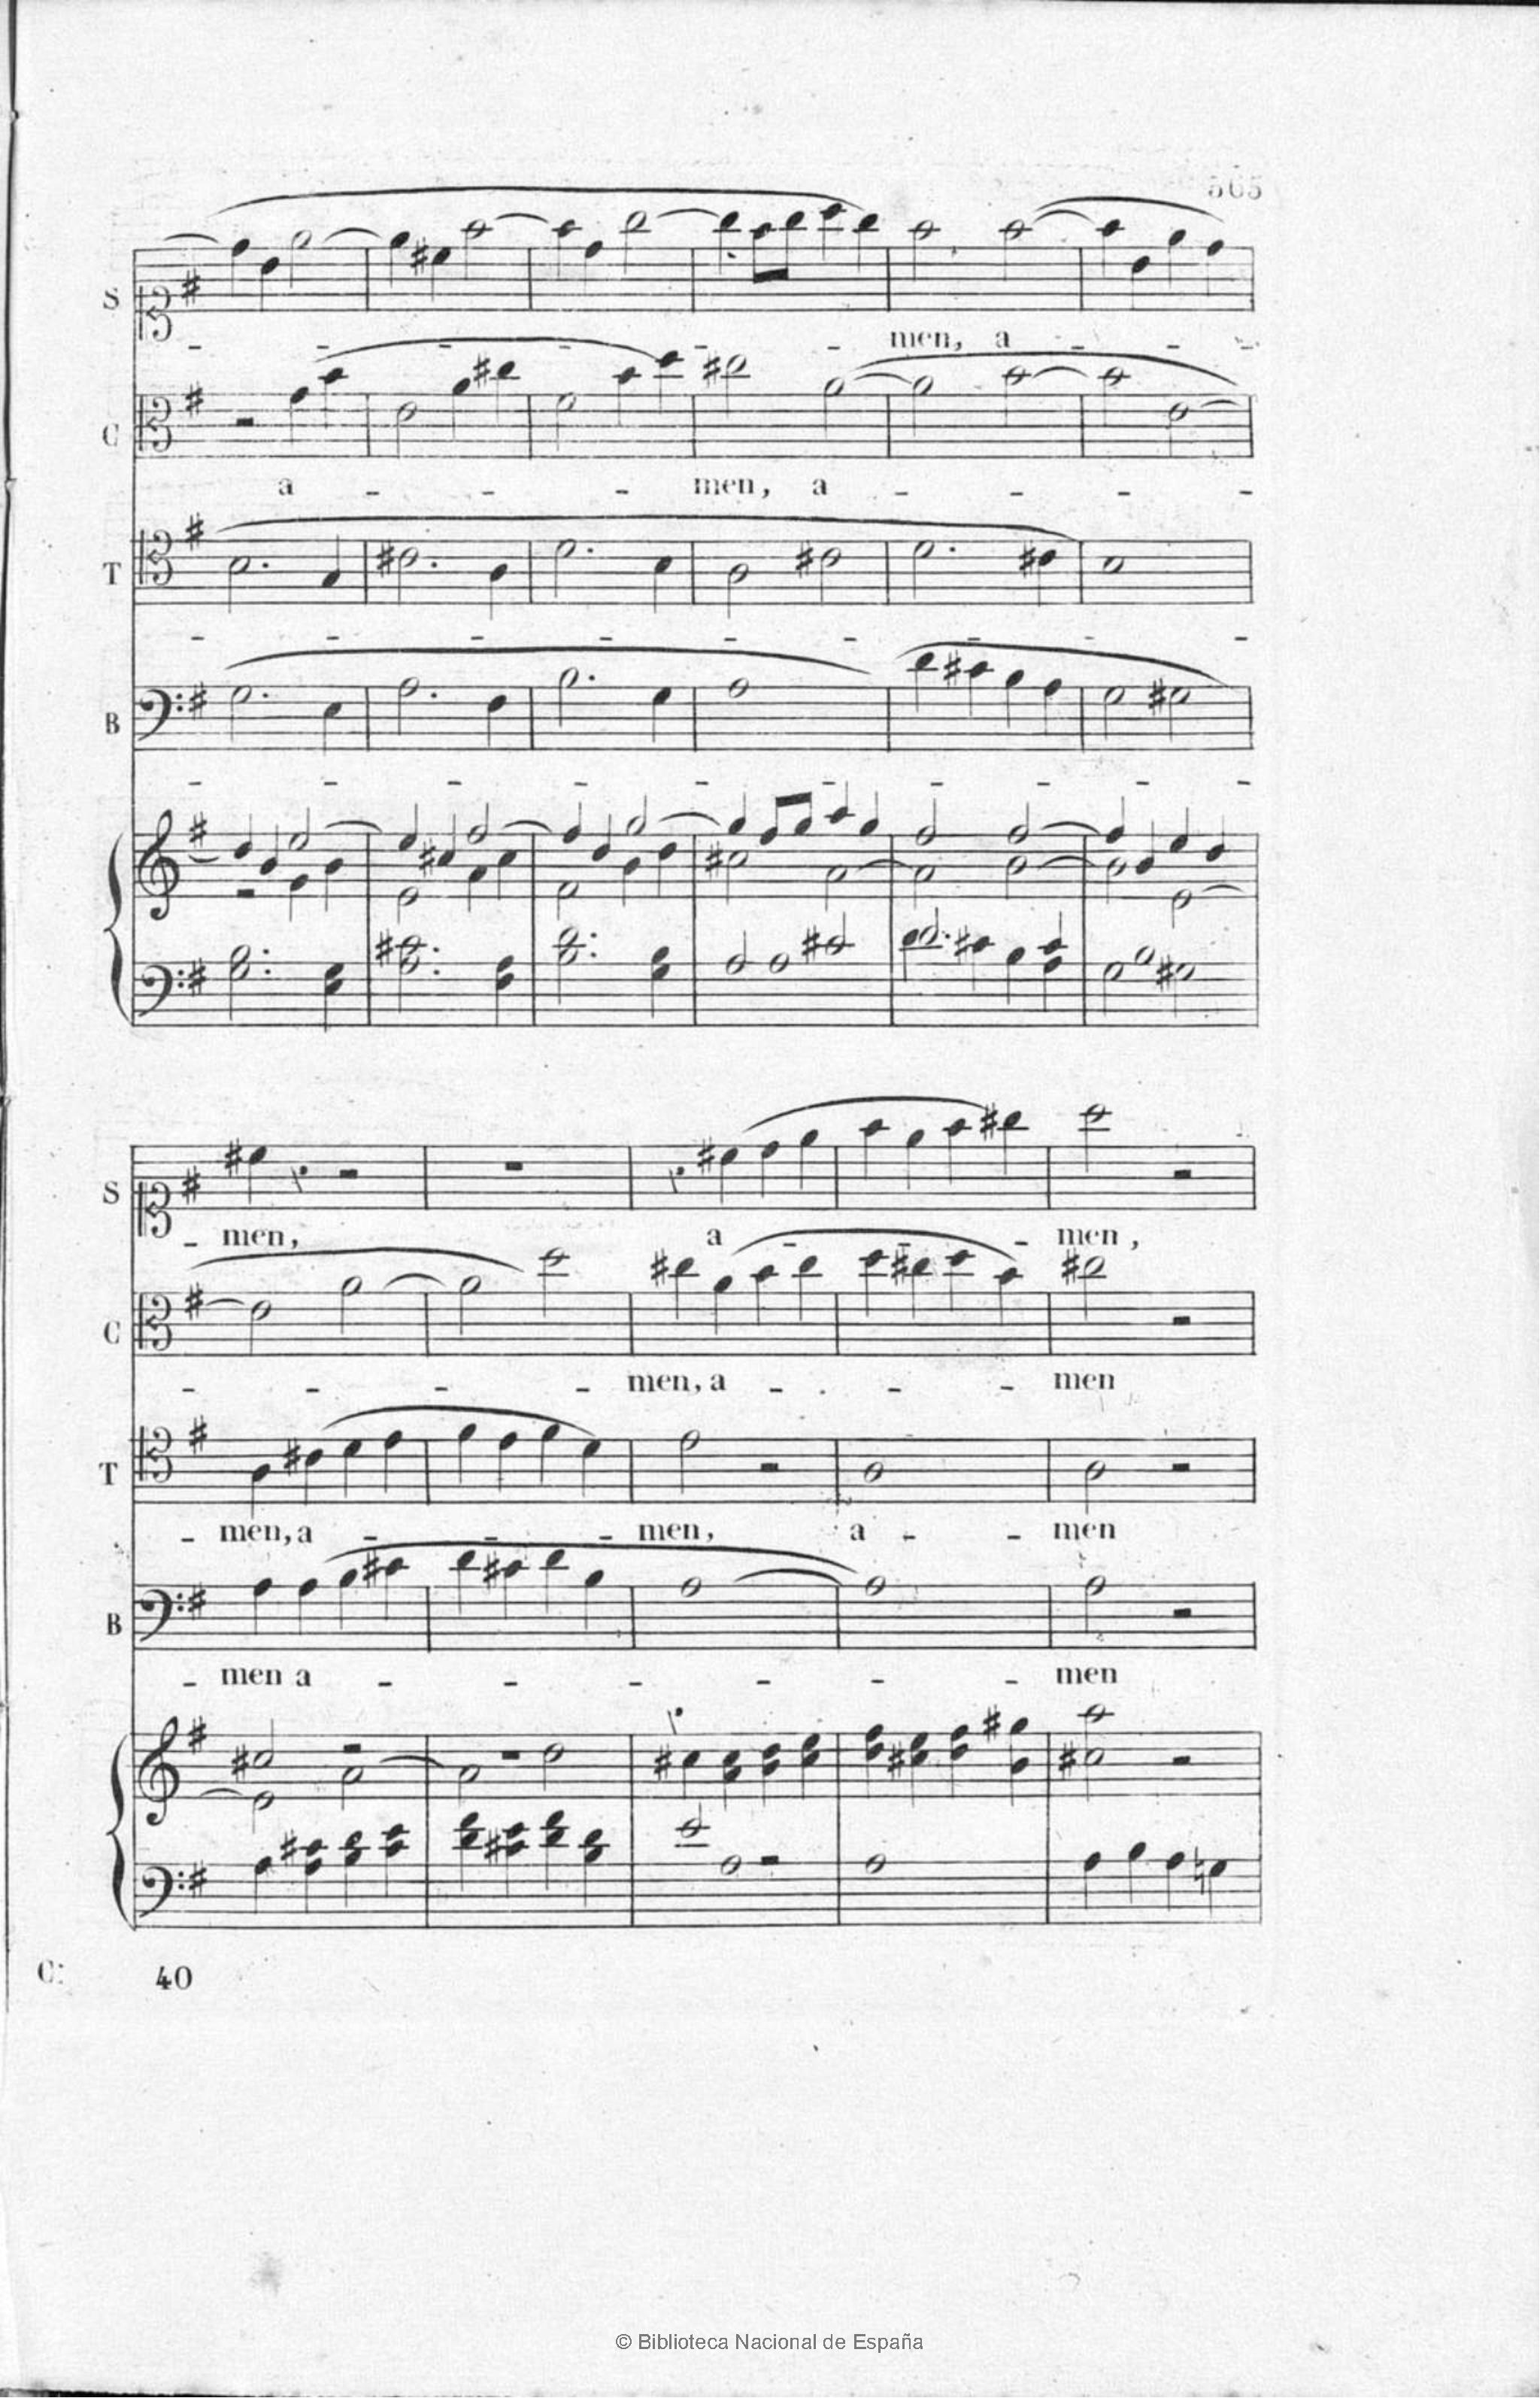 565
S
men, a
C
a - - - men, a - - - -
T
B
S
- men, a - - - men,
C
- - - - men, a - . - - men
T
- men, a - - - men, a - - men
B
- men a - - - - - - men
C: 40
© Biblioteca Nacional de España